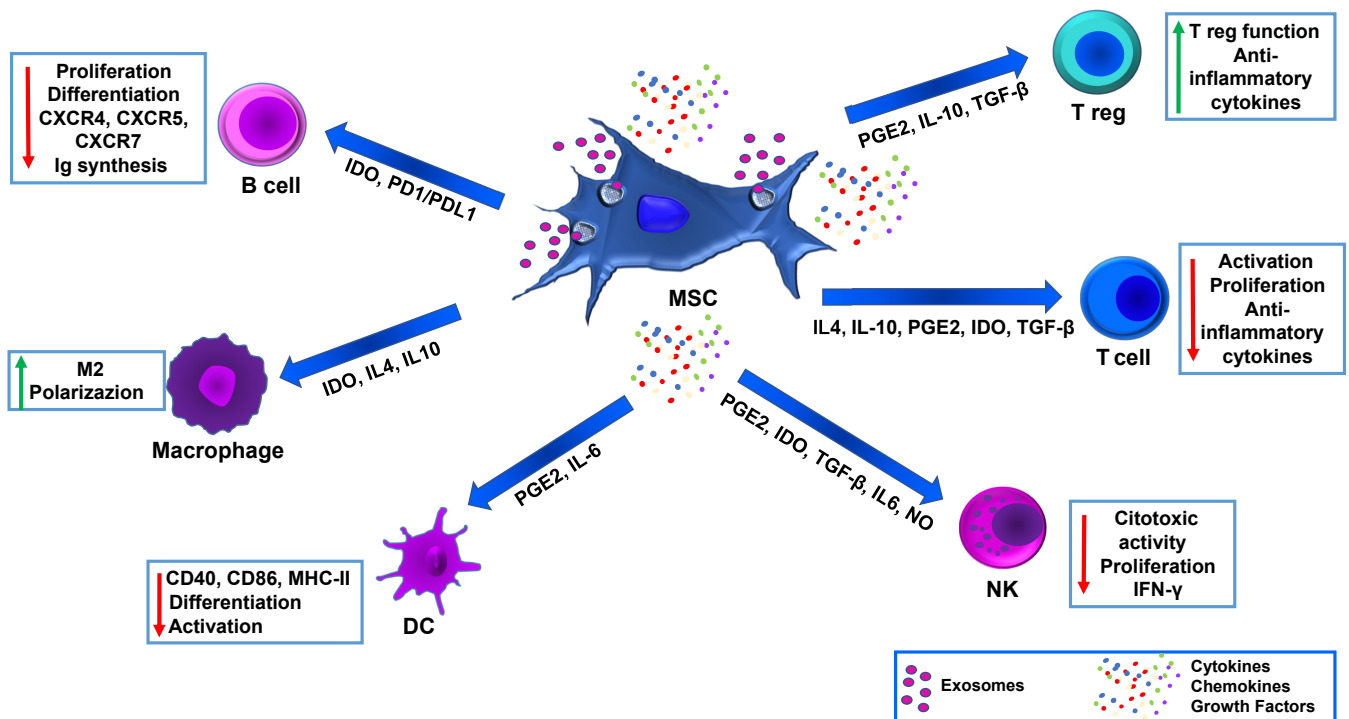 Proliferation
Differentiation
CXCR4, CXCR5,
CXCR7
Ig synthesis
B cell
IDO, PD1/PDL1
MSC
PGE2, IL-10, TGF-β
T reg
T reg function
Anti-
inflammatory
cytokines
IL4, IL-10, PGE2, IDO, TGF-β
T cell
Activation
Proliferation
Anti-
inflammatory
cytokines
M2
Polarizazion
Macrophage
IDO, IL4, IL10
PGE2, IL-6
DC
CD40, CD86, MHC-II
Differentiation
Activation
PGE2, IDO, TGF-β, IL6, NO
NK
Citotoxic
activity
Proliferation
IFN-γ
Exosomes
Cytokines
Chemokines
Growth Factors